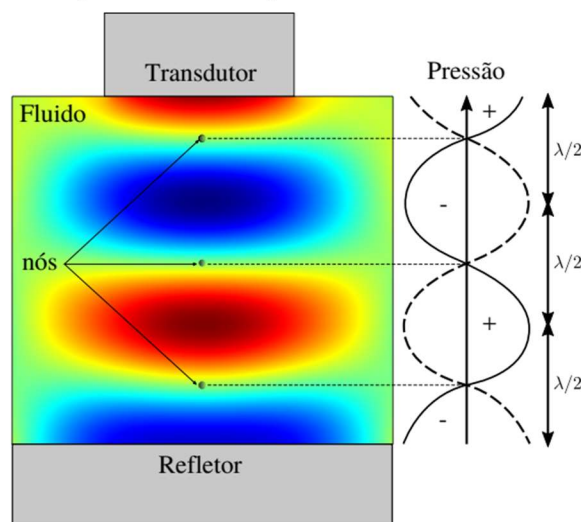 Transdutor
Pressão
Fluido
+
λ/2
-
nós
λ/2
+
λ/2
-
Refletor